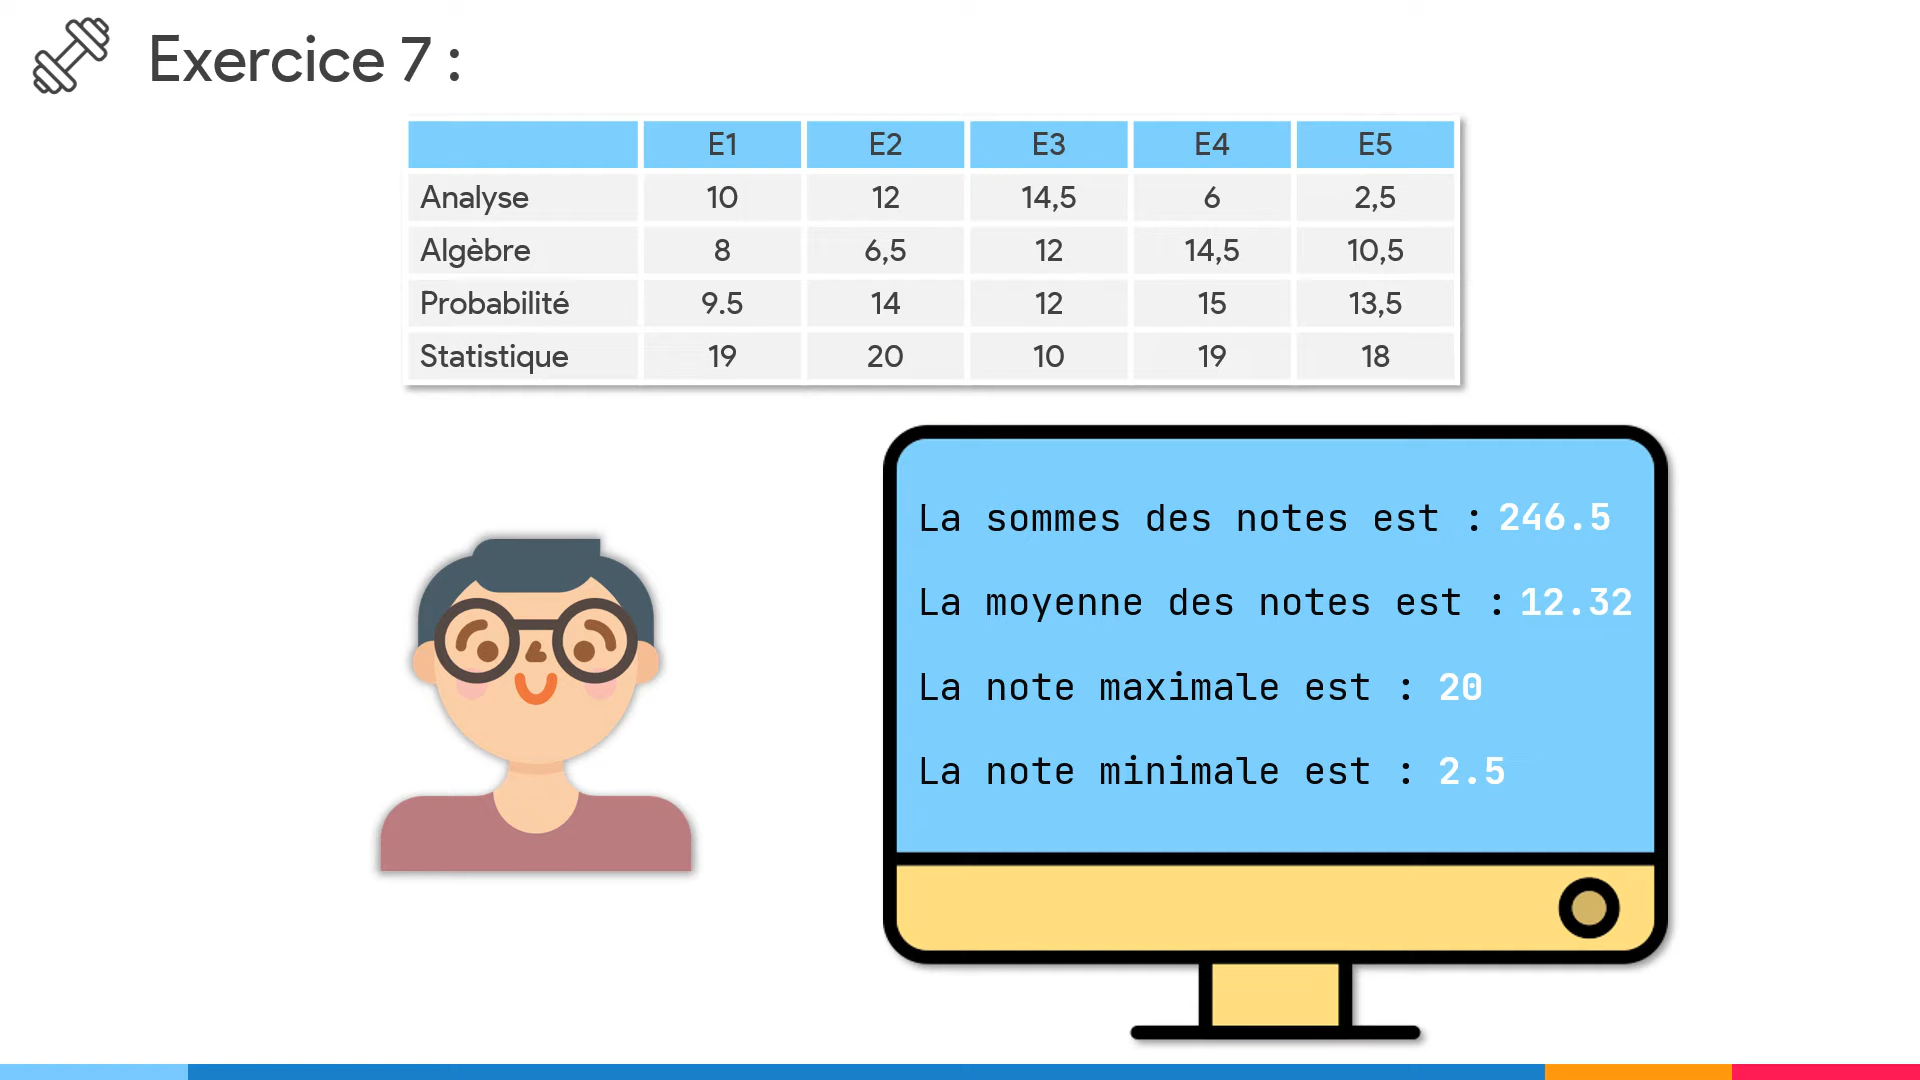 Exercice 7 :
E1 E2 E3 E4 E5
Analyse 10 12 14,5 6 2,5
Algèbre 8 6,5 12 14,5 10,5
Probabilité 9.5 14 12 15 13,5
Statistique 19 20 10 19 18
La sommes des notes est : 246.5
La moyenne des notes est : 12.32
La note maximale est : 20
La note minimale est : 2.5